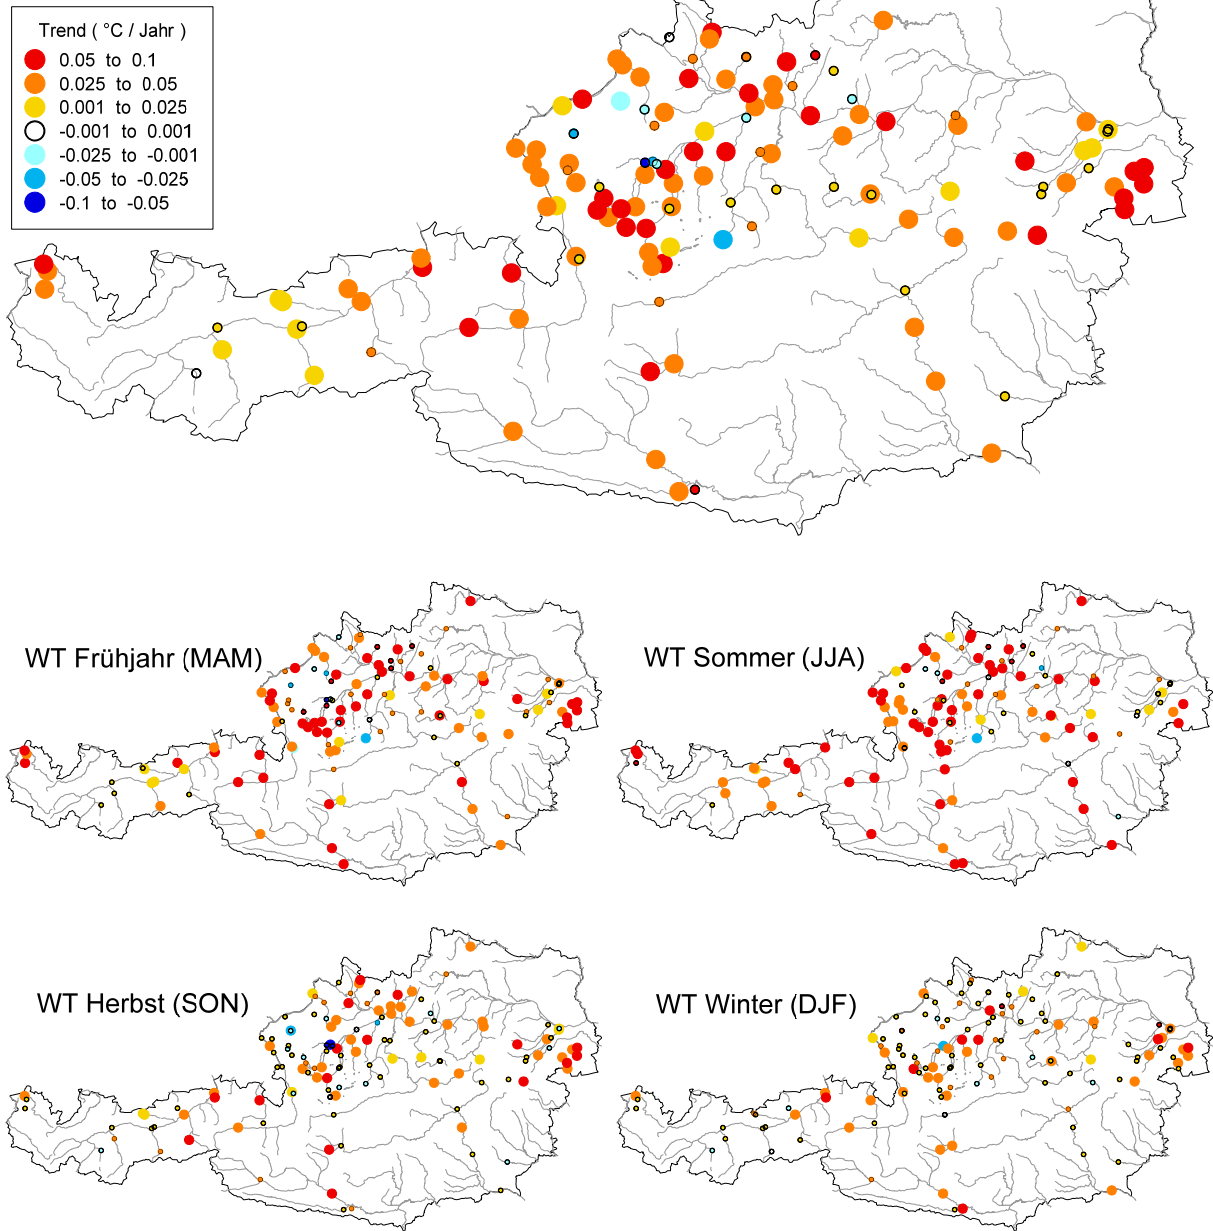 Trend ( °C / Jahr )
0.05 to 0.1
0.025 to 0.05
0.001 to 0.025
-0.001 to 0.001
-0.025 to -0.001
-0.05 to -0.025
-0.1 to -0.05
WT Frühjahr (MAM)
WT Sommer (JJA)
WT Herbst (SON)
WT Winter (DJF)